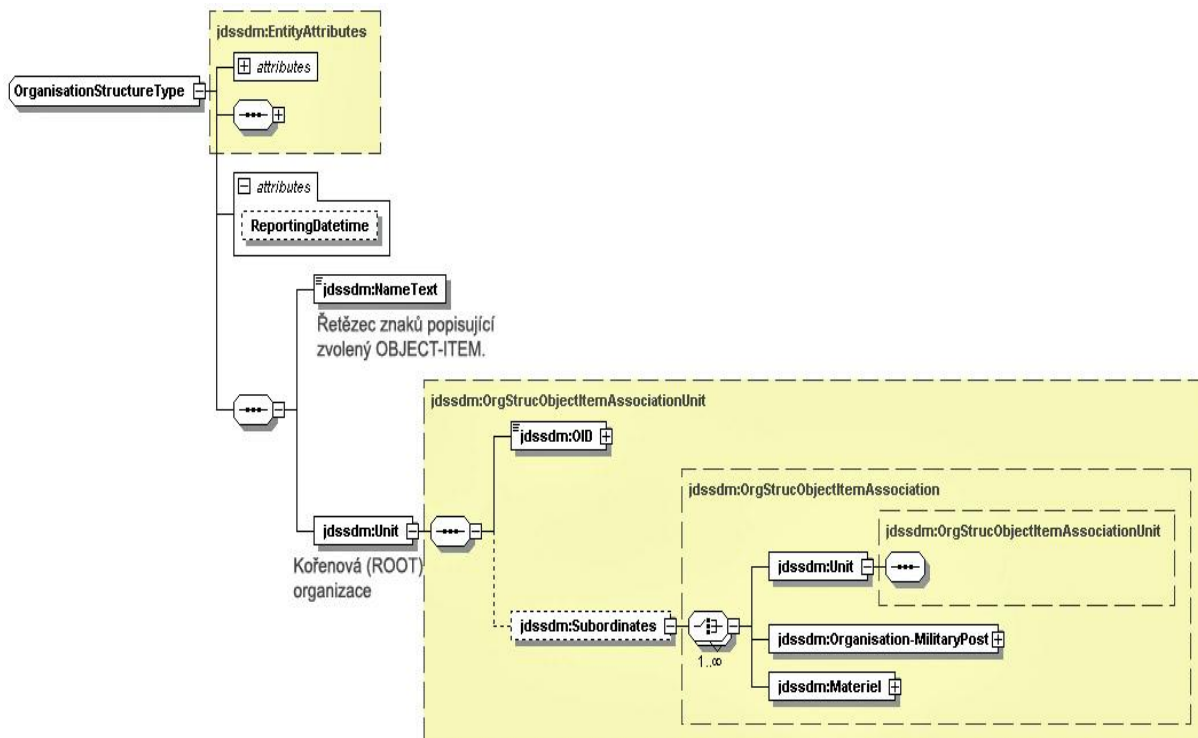 jdssdm:EntityAttributes
attributes
OrganisationStructureType
attributes
ReportingDatetime
jdssdm:NameText
Řetězec znaků popisující
zvolený OBJECT-ITEM.
jdssdm:OrgStrucObjectItemAssociationUnit
jdssdm:OID
jdssdm:OrgStrucObjectItemAssociation
jdssdm:OrgStrucObjectItemAssociationUnit
jdssdm:Unit
Kořenová (ROOT)
organizace
jdssdm:Unit
jdssdm:Subordinates
1..∞
jdssdm:Organisation-MilitaryPost
jdssdm:Materiel